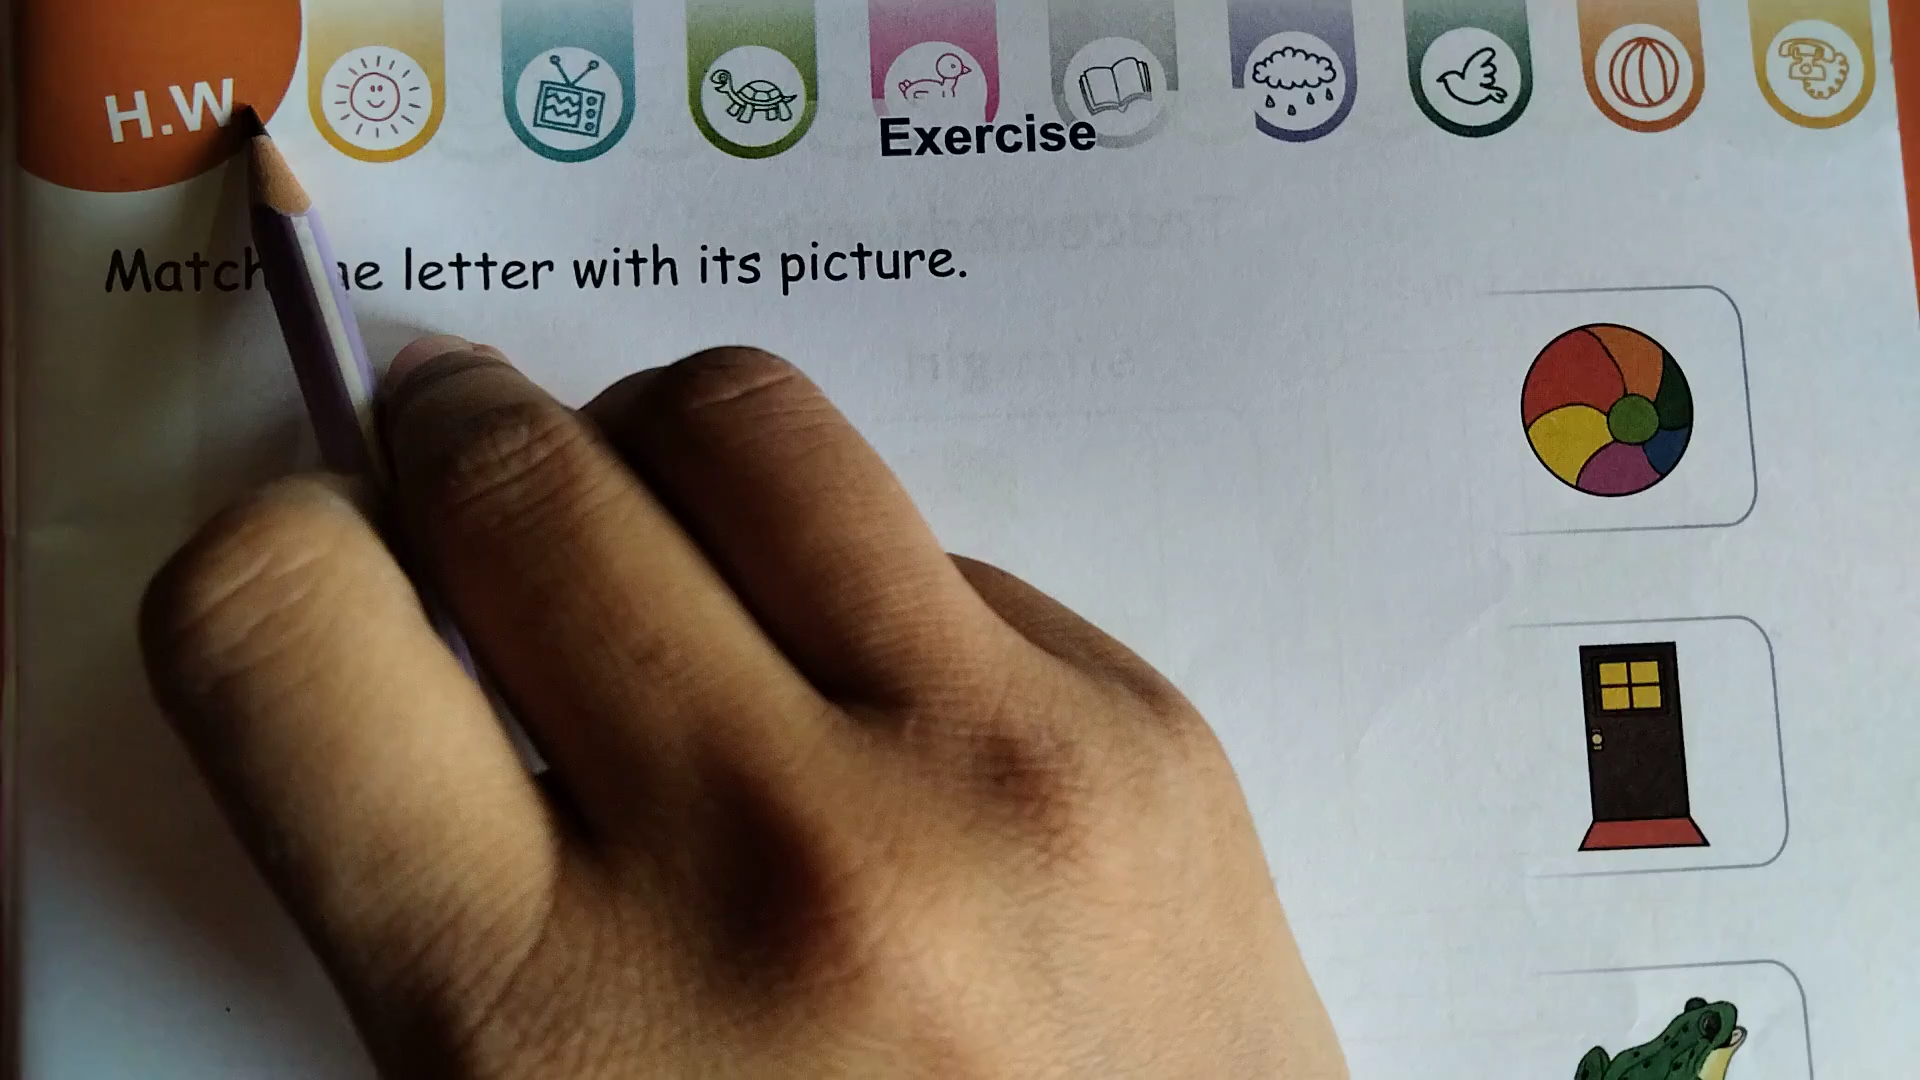 H.W
Exercise
Match letter with its picture.